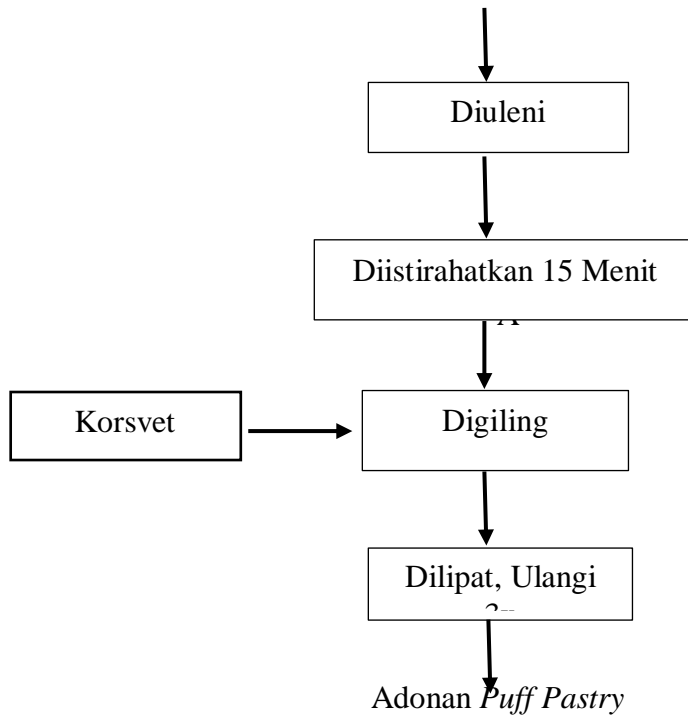 Diuleni
Diistirahatkan 15 Menit
Korsvet
Digiling
Dilipat, Ulangi
Adonan Puff Pastry